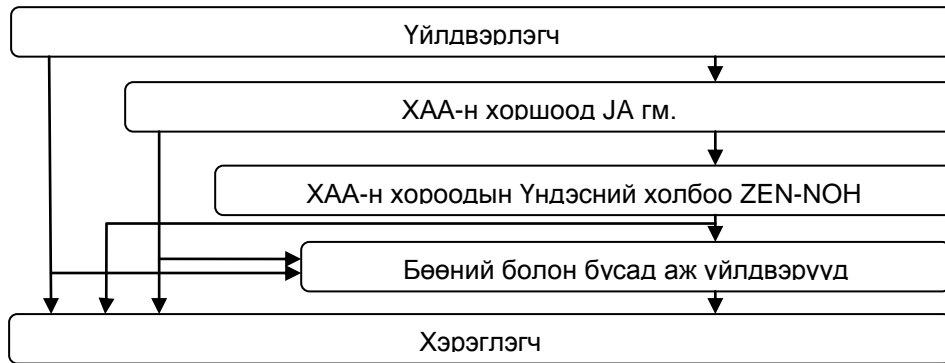 Үйлдвэрлэгч
ХАА-н хоршоод JA гм.
ХАА-н хороодын Үндэсний холбоо ZEN-NOH
Бөөний болон бусад аж үйлдвэрүүд
Хэрэглэгч